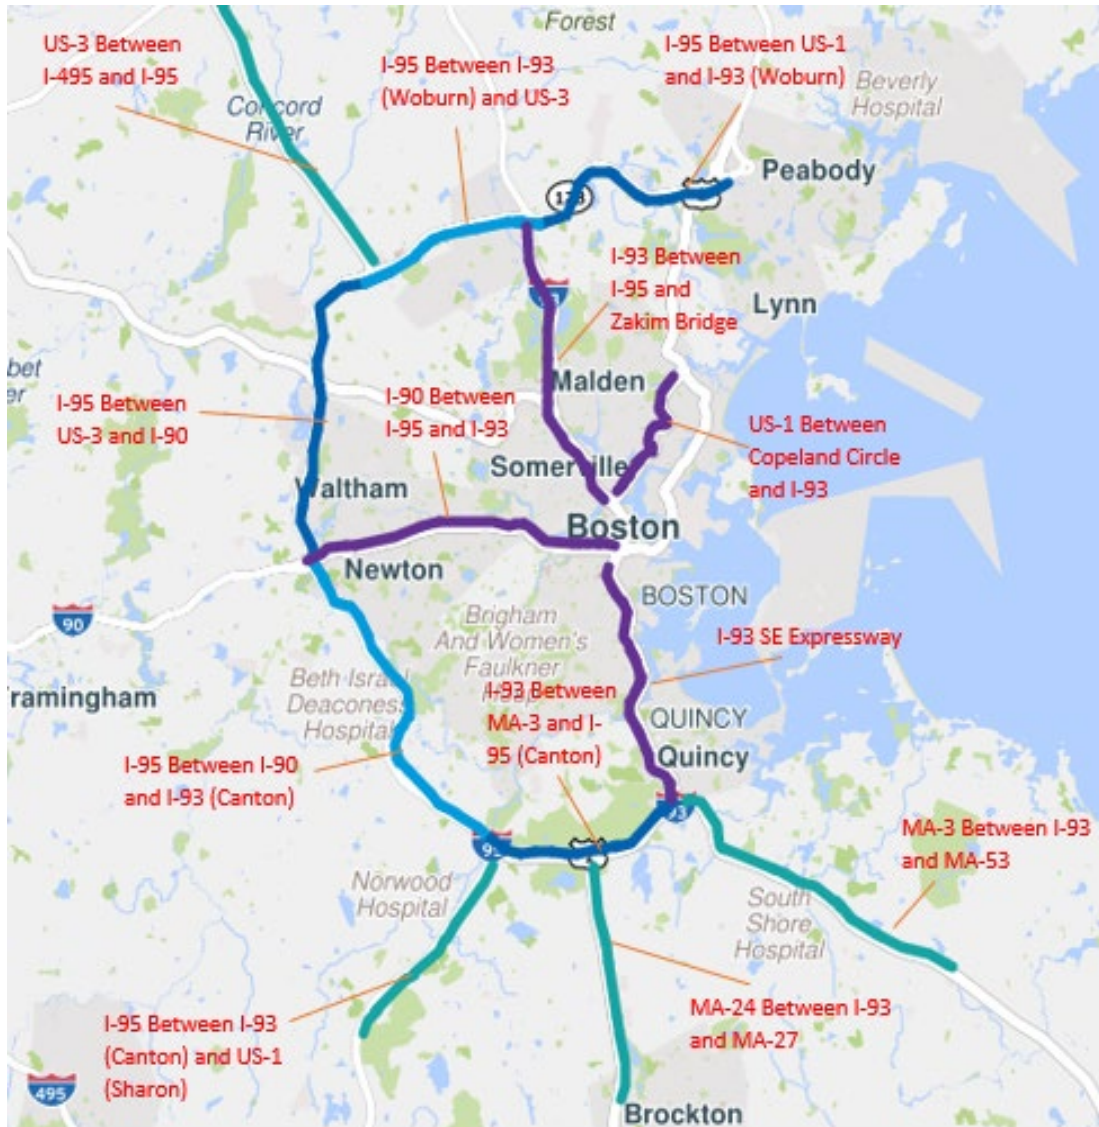 Forest
US-3 Between
I-495 and I-95
I-95 Between I-93
(Woburn) and US-3
I-95 Between US-1
and I-93 (Woburn)
Beverly
Hospital
Concord
River
Peabody
I-93 Between
I-95 and
Zakim Bridge
Lynn
Malden
I-95 Between
US-3 and I-90
I-90 Between
I-95 and I-93
US-1 Between
Copeland Circle
and I-93
Somerville
Waltham
Boston
Newton
BOSTON
90
Brigham
And Women's
Faulkner
I-93 SE Expressway
Beth Israel
Deaconess
Hospital
I-93 Between
MA-3 and I-
95 (Canton)
QUINCY
Quincy
I-95 Between I-90
and I-93 (Canton)
93
95
MA-3 Between I-93
and MA-53
Norwood
Hospital
South
Shore
Hospital
MA-24 Between I-93
and MA-27
I-95 Between I-93
(Canton) and US-1
(Sharon)
495
Brockton